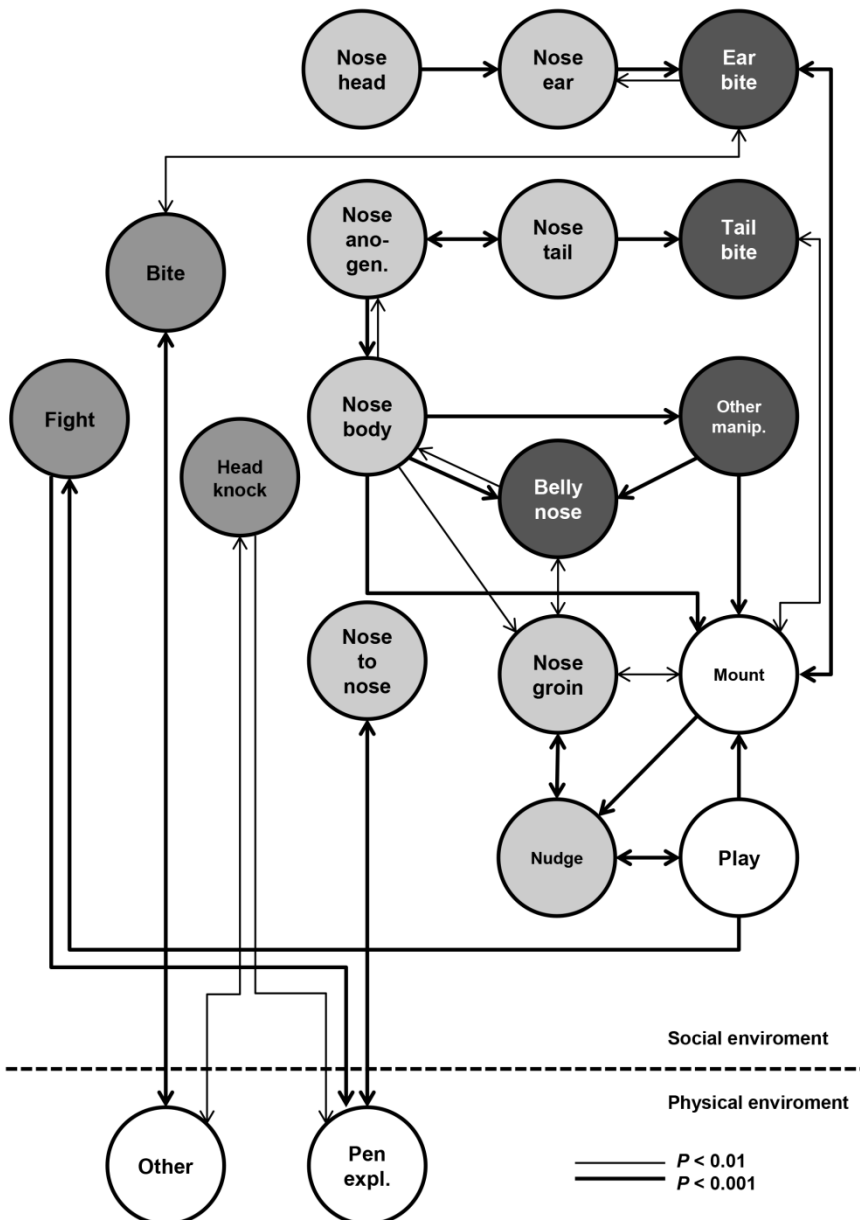 Nose
head
Nose
ear
Ear
bite
Nose
ano-
gen.
Nose
tail
Tail
bite
Bite
Nose
body
Other
manip.
Fight
Head
knock
Belly
nose
Nose
to
nose
Nose
groin
Mount
Nudge
Play
Social enviroment
Physical enviroment
Other
Pen
expl.
P < 0.01
P < 0.001